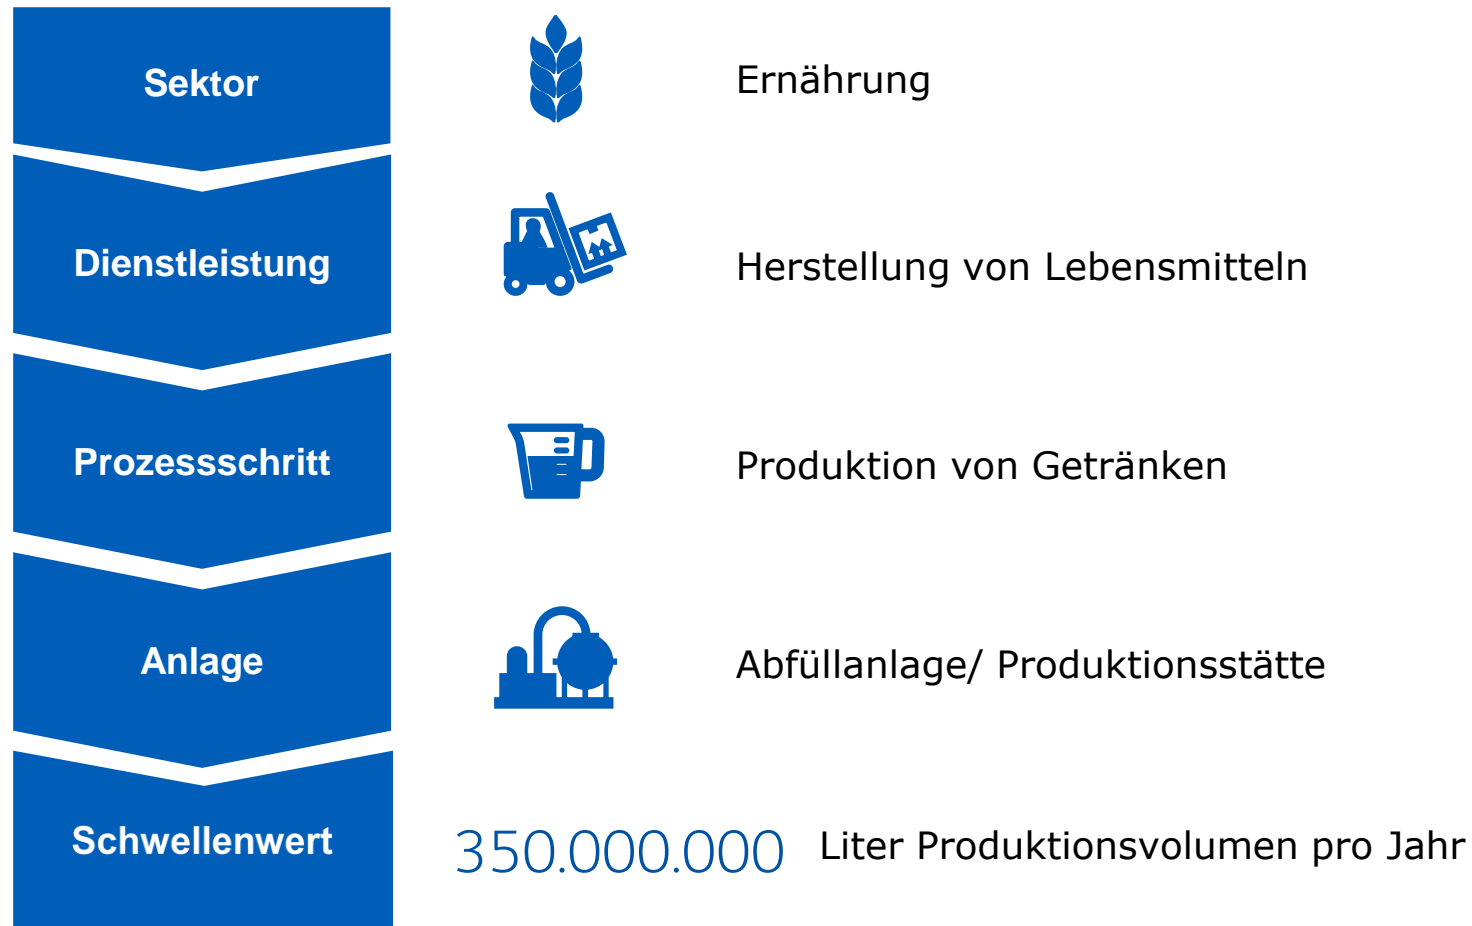 Sektor
Ernährung
Dienstleistung
Herstellung von Lebensmitteln
Prozessschritt
Produktion von Getränken
Anlage
Abfüllanlage/ Produktionsstätte
Schwellenwert
350.000.000 Liter Produktionsvolumen pro Jahr